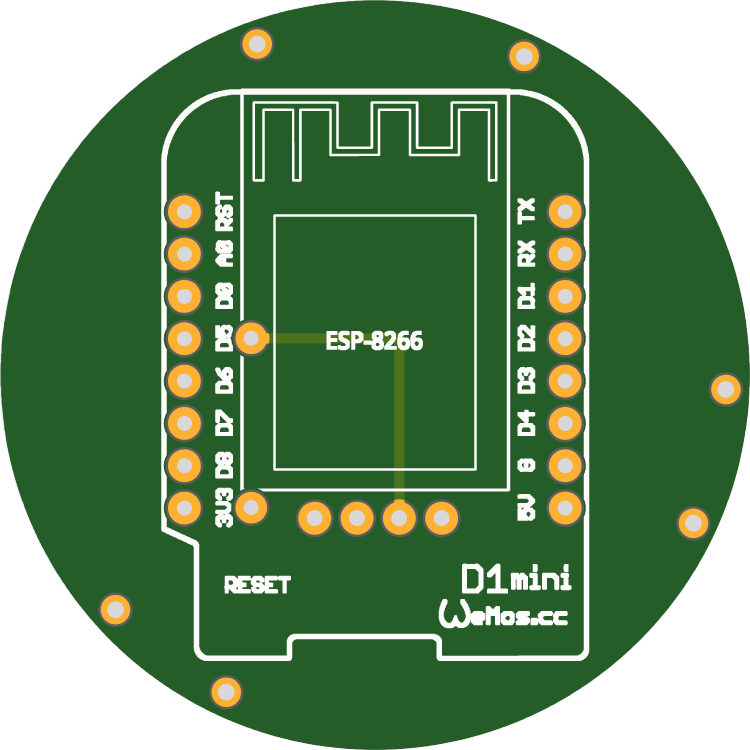 RST
A0
D0
D5
D6
D7
D8
3V3
TX
RX
D1
D2
D3
D4
0
5V
ESP-8266
RESET
D1mini
WeMos.cc